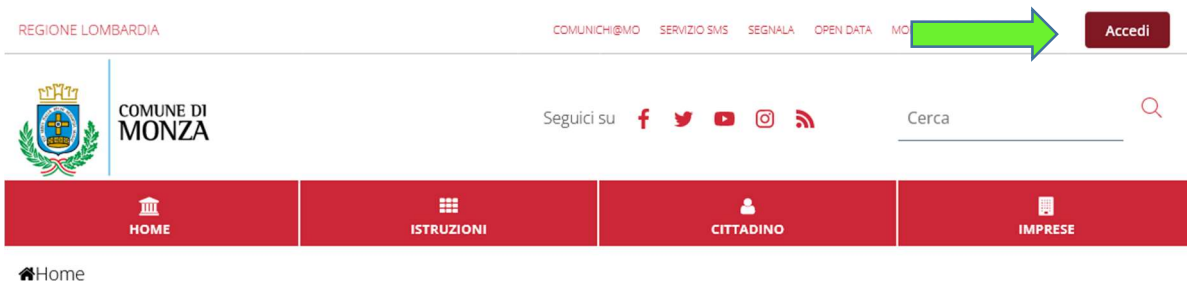 REGIONE LOMBARDIA COMUNICHI@MO SERVIZIO SMS SEGNALA OPEN DATA Accedi
COMUNE DI
MONZA
Seguici su Cerca
HOME ISTRUZIONI CITTADINO IMPRESE
Home